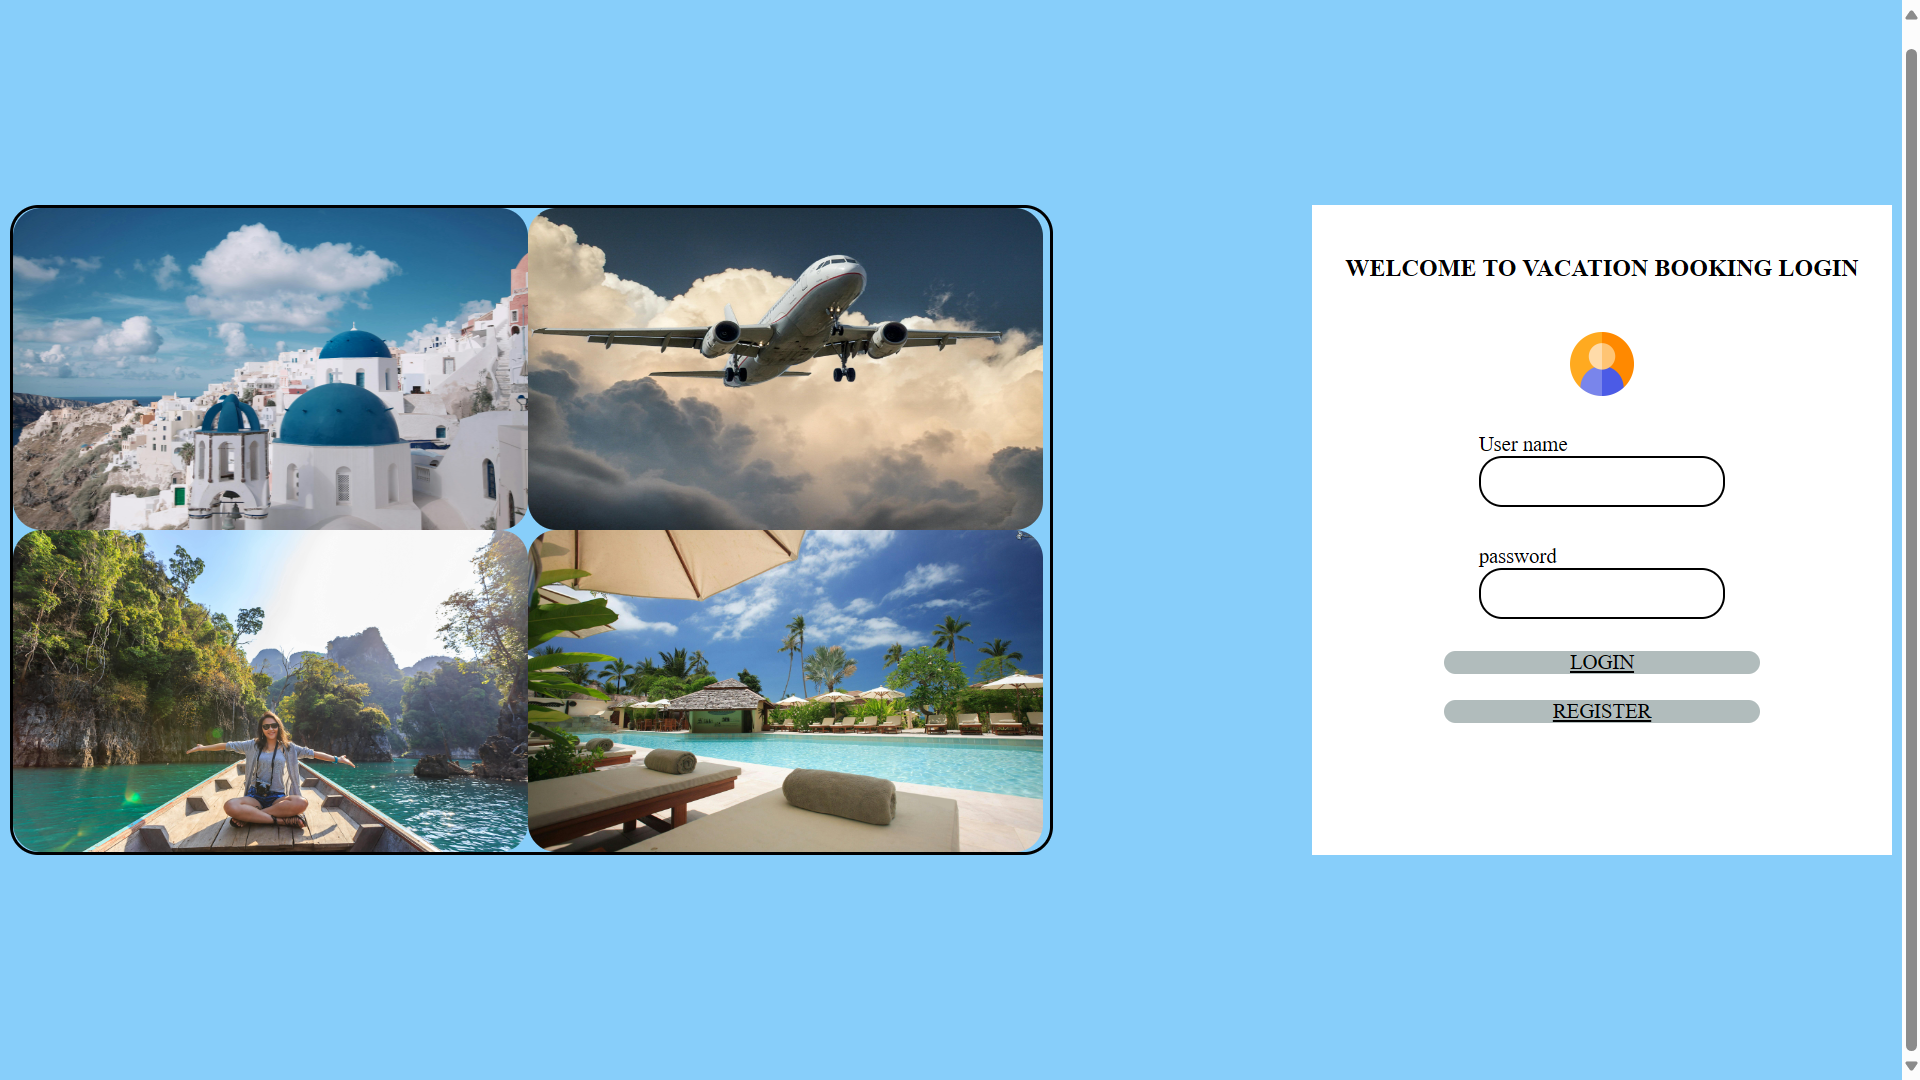 WELCOME TO VACATION BOOKING LOGIN
User name
password
LOGIN
REGISTER